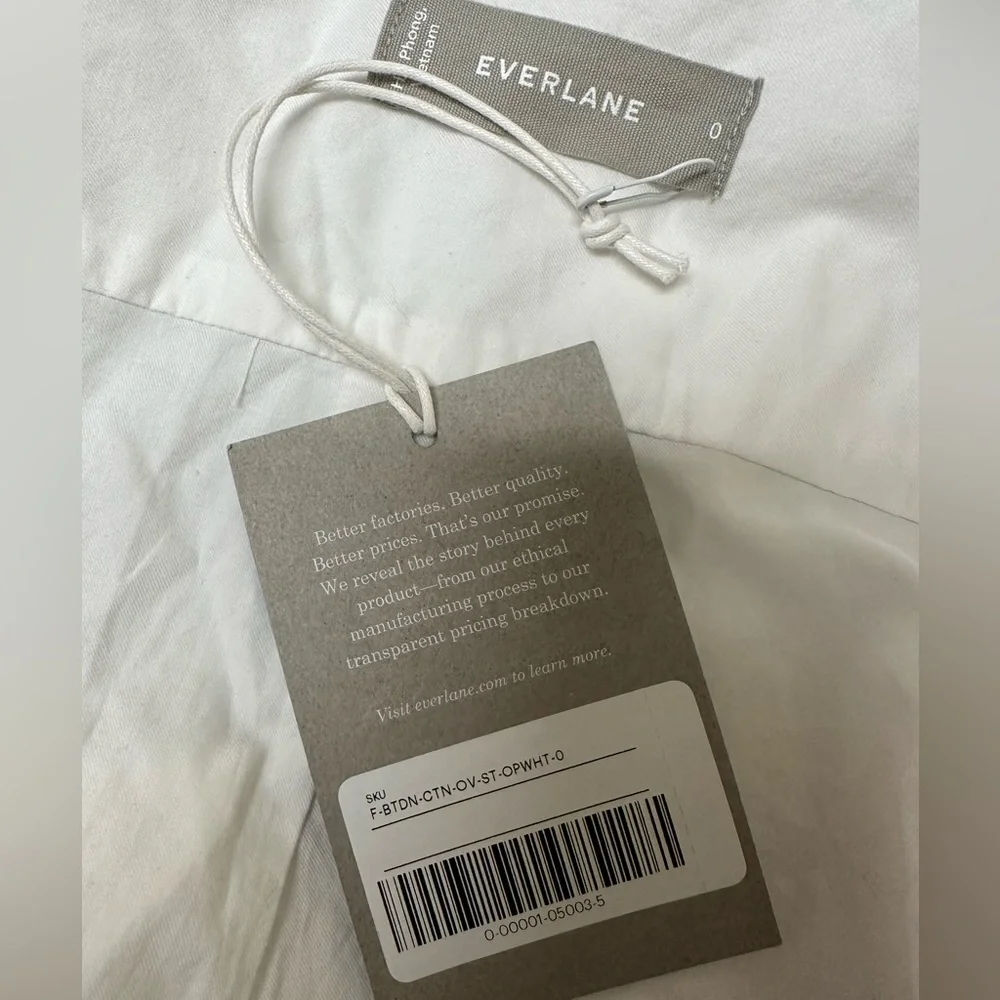 Phong,
EVERLANE
0
Better factories. Better quality.
Better prices. That's our promise.
We reveal the story behind every
product—from our ethical
manufacturing process to our
transparent pricing breakdown.
Visit everlane.com to learn more.
SKU
F-BTDN-CTN-OV-ST-OPWHT-0
0-00001-05003-5